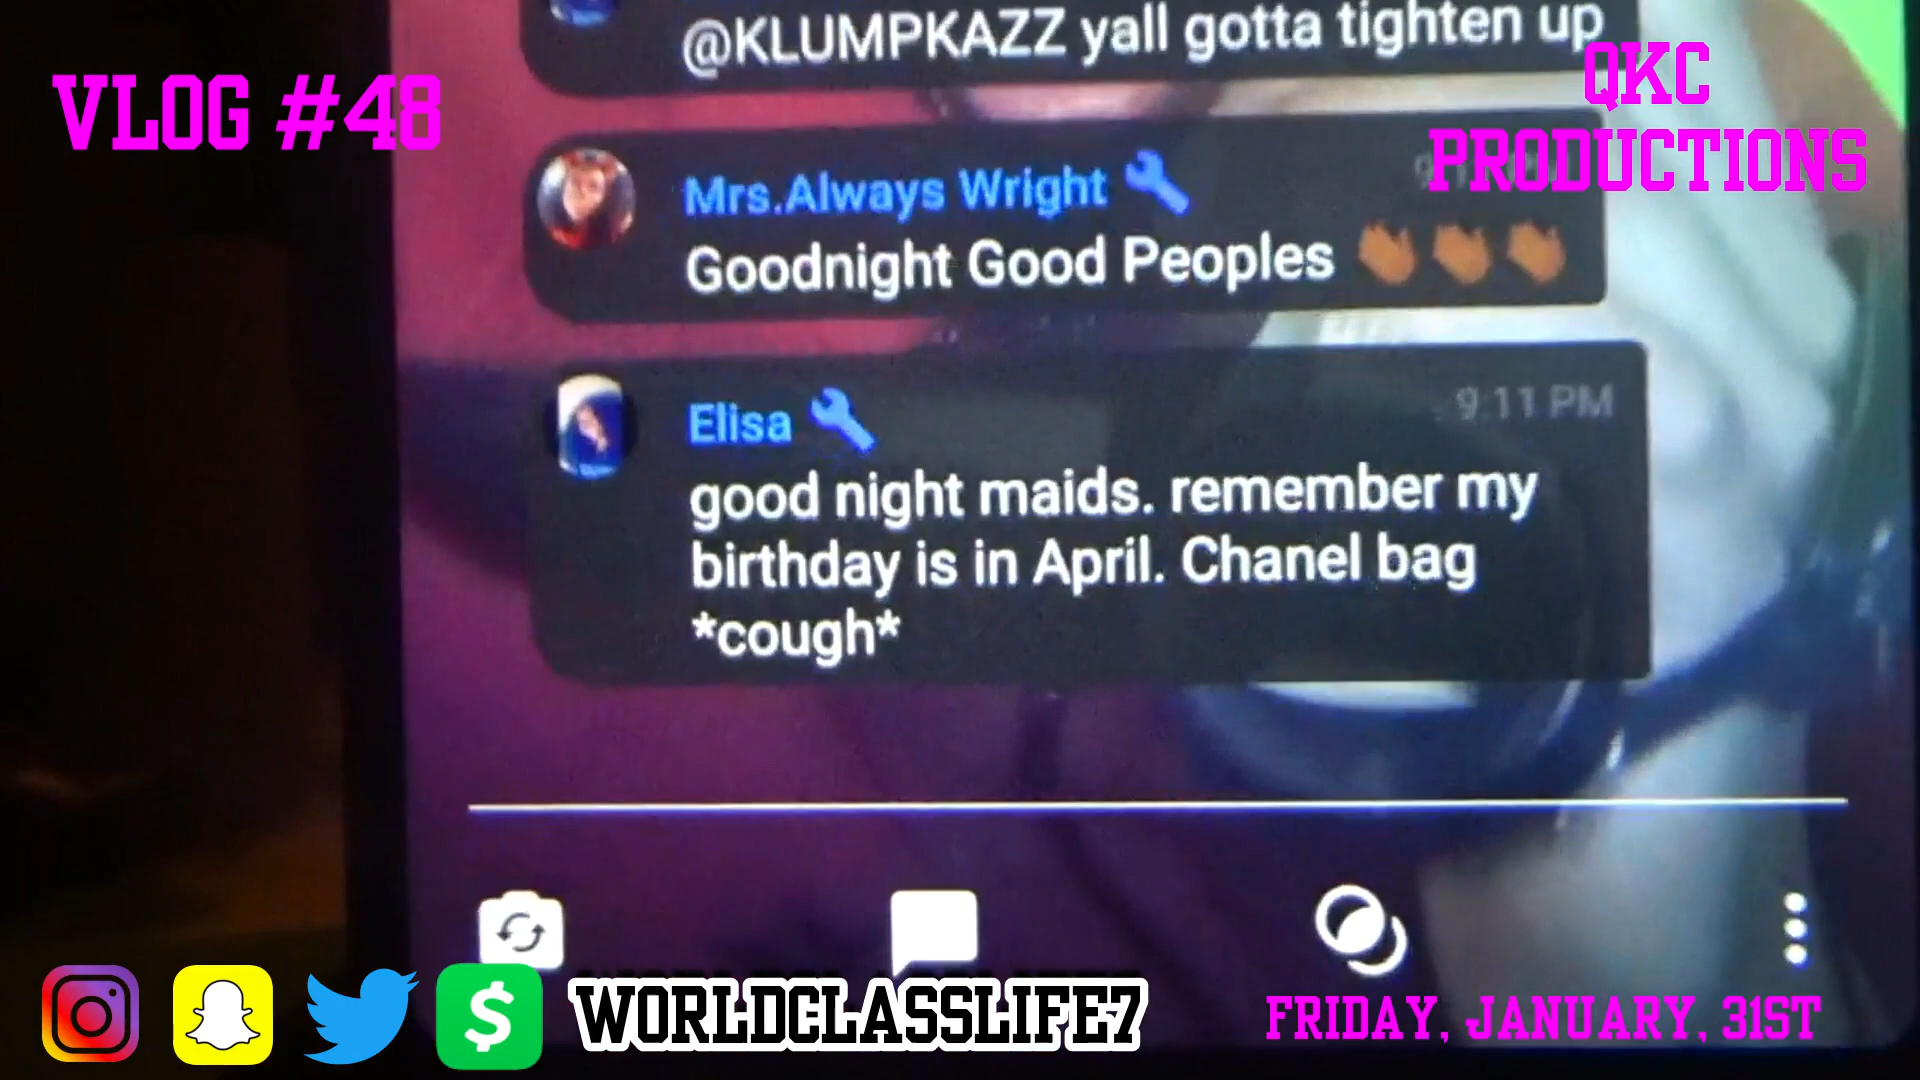 @KLUMPKAZZ yall gotta tighten up
VLOG #48
QKC
PRODUCTIONS
Mrs.Always Wright
Goodnight Good Peoples
Elisa
9:11 PM
good night maids. remember my
birthday is in April. Chanel bag
*cough*
WORLDCLASSLIFE7
FRIDAY, JANUARY, 31ST